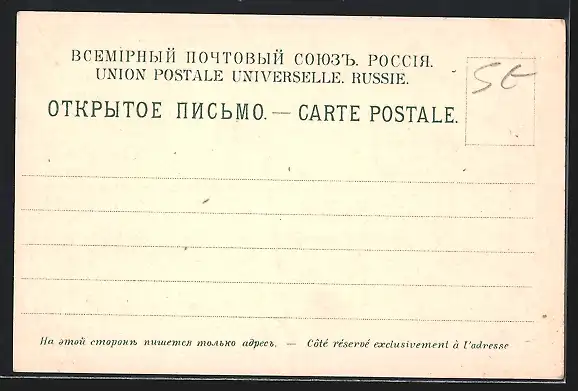 ВСЕМІРНЫЙ ПОЧТОВЫЙ СОЮЗЪ. РОССІЯ.
UNION POSTALE UNIVERSELLE. RUSSIE.
ОТКРЫТОЕ ПИСЬМО. — CARTE POSTALE.
На этой сторонѣ пишется только адресъ. — Côté réservé exclusivement à l'adresse